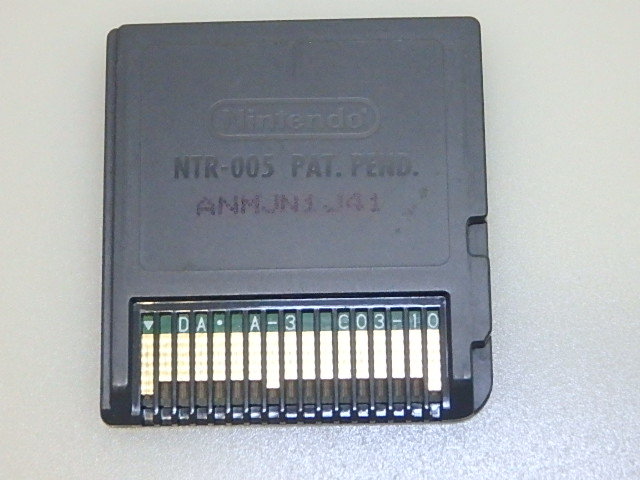 Nintendo
NTR-005 PAT. PEND.
ANMJN1J41
▼ DA• A-3 C03-10